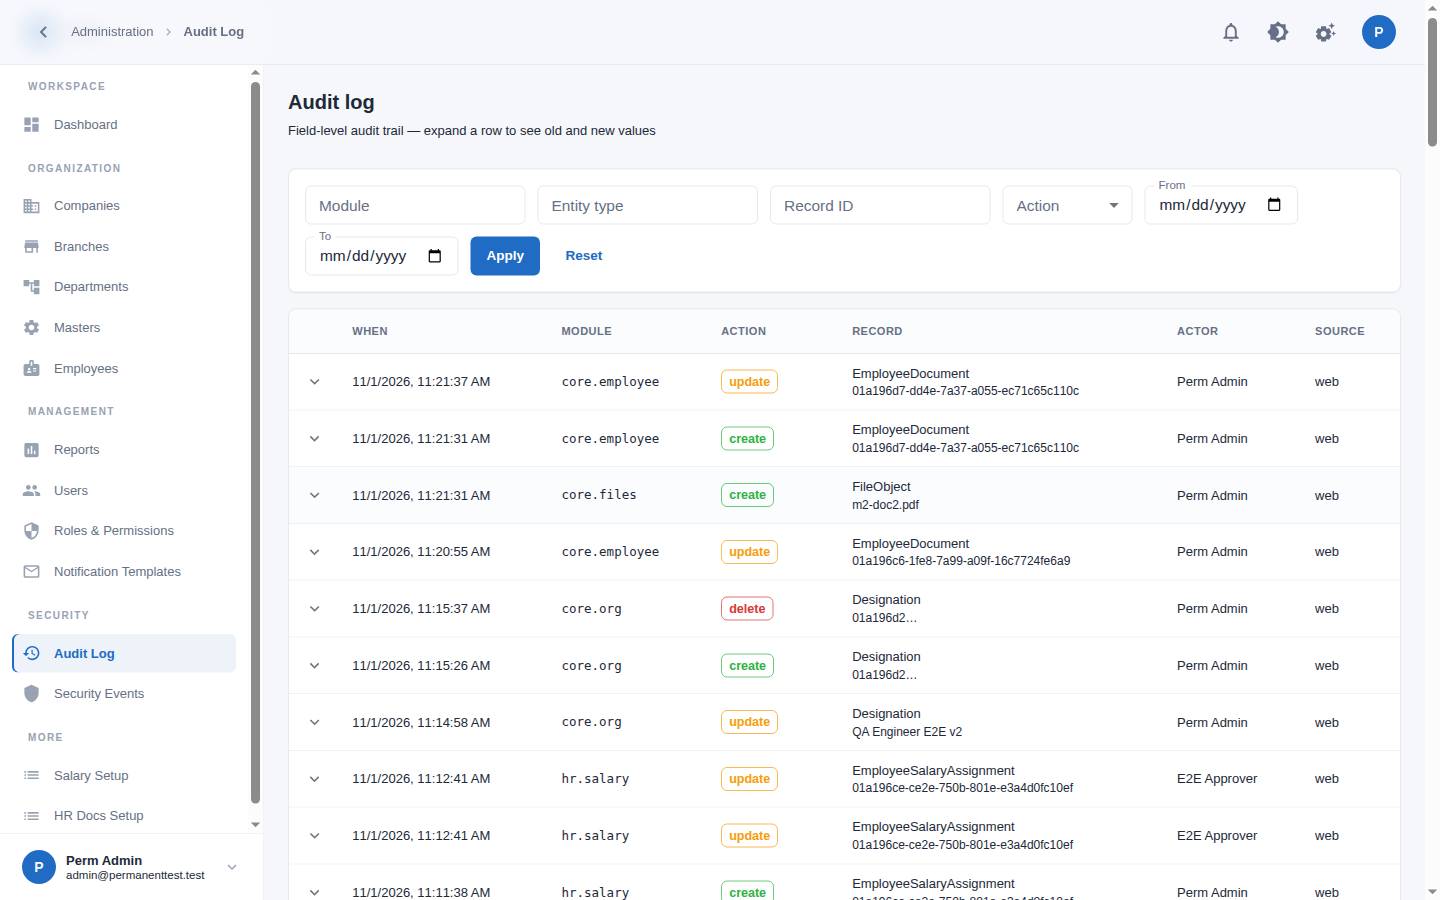 Administration › Audit Log
P
WORKSPACE
Dashboard
ORGANIZATION
Companies
Branches
Departments
Masters
Employees
MANAGEMENT
Reports
Users
Roles & Permissions
Notification Templates
SECURITY
Audit Log
Security Events
MORE
Salary Setup
HR Docs Setup
P
Perm Admin
admin@permanenttest.test
Audit log
Field-level audit trail — expand a row to see old and new values
Module
Entity type
Record ID
Action
From
mm/dd/yyyy
To
mm/dd/yyyy
Apply
Reset
WHEN MODULE ACTION RECORD ACTOR SOURCE
11/1/2026, 11:21:37 AM core.employee update EmployeeDocument Perm Admin web
01a196d7-dd4e-7a37-a055-ec71c65c110c
11/1/2026, 11:21:31 AM core.employee create EmployeeDocument Perm Admin web
01a196d7-dd4e-7a37-a055-ec71c65c110c
11/1/2026, 11:21:31 AM core.files create FileObject Perm Admin web
m2-doc2.pdf
11/1/2026, 11:20:55 AM core.employee update EmployeeDocument Perm Admin web
01a196c6-1fe8-7a99-a09f-16c7724fe6a9
11/1/2026, 11:15:37 AM core.org delete Designation Perm Admin web
01a196d2…
11/1/2026, 11:15:26 AM core.org create Designation Perm Admin web
01a196d2…
11/1/2026, 11:14:58 AM core.org update Designation Perm Admin web
QA Engineer E2E v2
11/1/2026, 11:12:41 AM hr.salary update EmployeeSalaryAssignment E2E Approver web
01a196ce-ce2e-750b-801e-e3a4d0fc10ef
11/1/2026, 11:12:41 AM hr.salary update EmployeeSalaryAssignment E2E Approver web
01a196ce-ce2e-750b-801e-e3a4d0fc10ef
11/1/2026, 11:11:38 AM hr.salary create EmployeeSalaryAssignment Perm Admin web